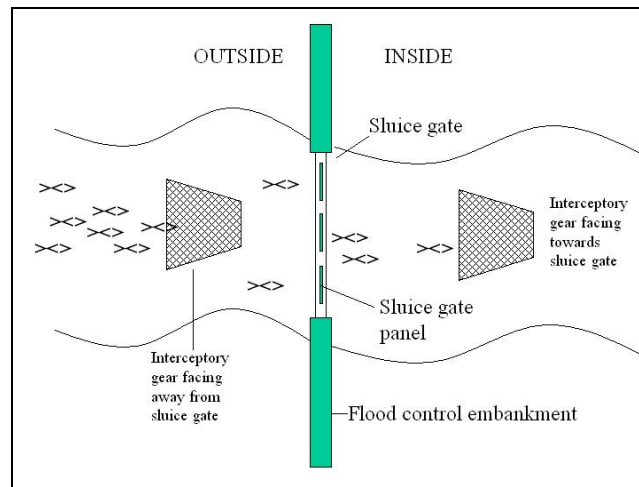 OUTSIDE
INSIDE
Sluice gate
Interceptory
gear facing
towards
sluice gate
Sluice gate
panel
Interceptory
gear facing
away from
sluice gate
Flood control embankment